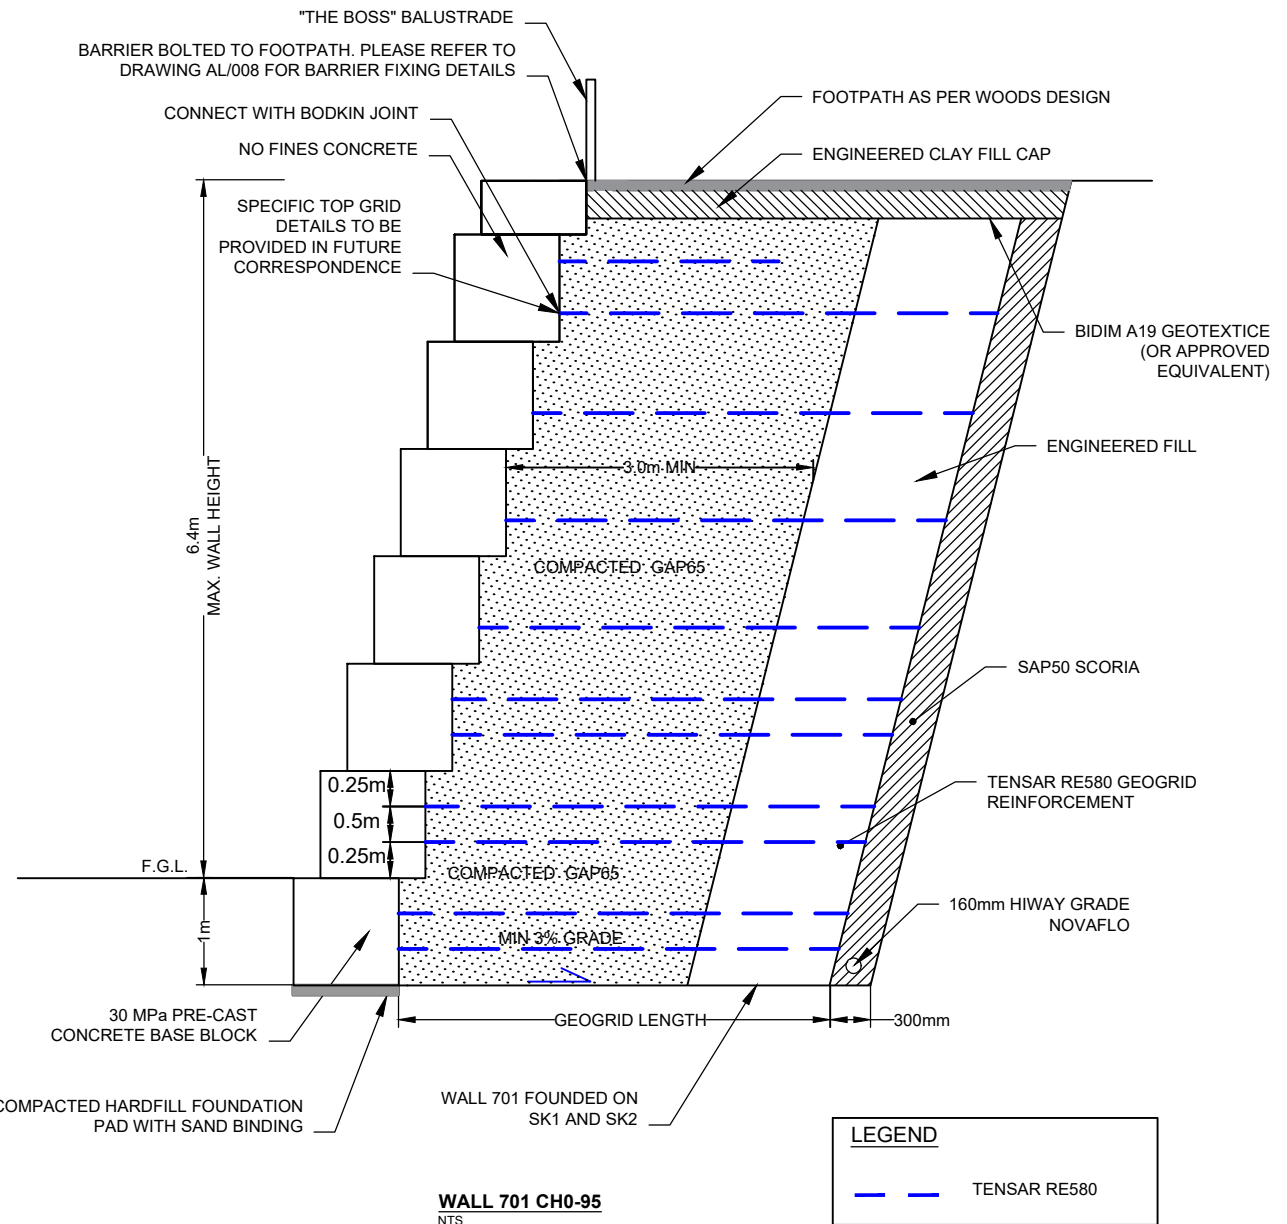 "THE BOSS" BALUSTRADE
BARRIER BOLTED TO FOOTPATH. PLEASE REFER TO
DRAWING AL/008 FOR BARRIER FIXING DETAILS
CONNECT WITH BODKIN JOINT
NO FINES CONCRETE
SPECIFIC TOP GRID
DETAILS TO BE
PROVIDED IN FUTURE
CORRESPONDENCE
FOOTPATH AS PER WOODS DESIGN
ENGINEERED CLAY FILL CAP
BIDIM A19 GEOTEXTICE
(OR APPROVED
EQUIVALENT)
ENGINEERED FILL
3.0m MIN
6.4m
MAX. WALL HEIGHT
COMPACTED GAP65
SAP50 SCORIA
TENSAR RE580 GEOGRID
REINFORCEMENT
0.25m
0.5m
0.25m
F.G.L.
COMPACTED GAP65
160mm HIWAY GRADE
NOVAFLO
1m
MIN 3% GRADE
30 MPa PRE-CAST
CONCRETE BASE BLOCK
GEOGRID LENGTH
300mm
COMPACTED HARDFILL FOUNDATION
PAD WITH SAND BINDING
WALL 701 FOUNDED ON
SK1 AND SK2
LEGEND
TENSAR RE580
WALL 701 CH0-95
NTS